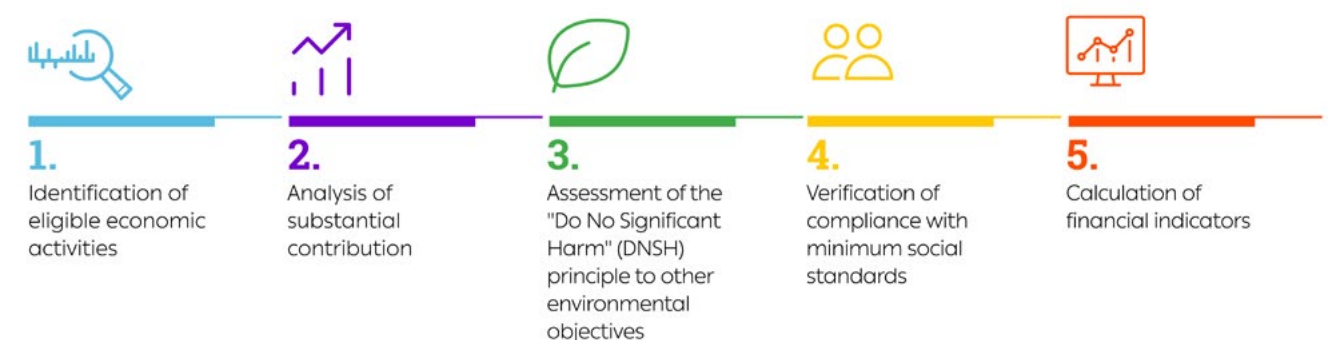 1.
Identification of
eligible economic
activities
2.
Analysis of
substantial
contribution
3.
Assessment of the
"Do No Significant
Harm" (DNSH)
principle to other
environmental
objectives
4.
Verification of
compliance with
minimum social
standards
5.
Calculation of
financial indicators